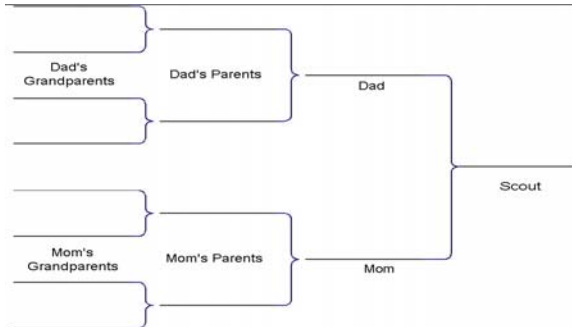 Dad's
Grandparents
Dad's Parents
Dad
Scout
Mom's
Grandparents
Mom's Parents
Mom